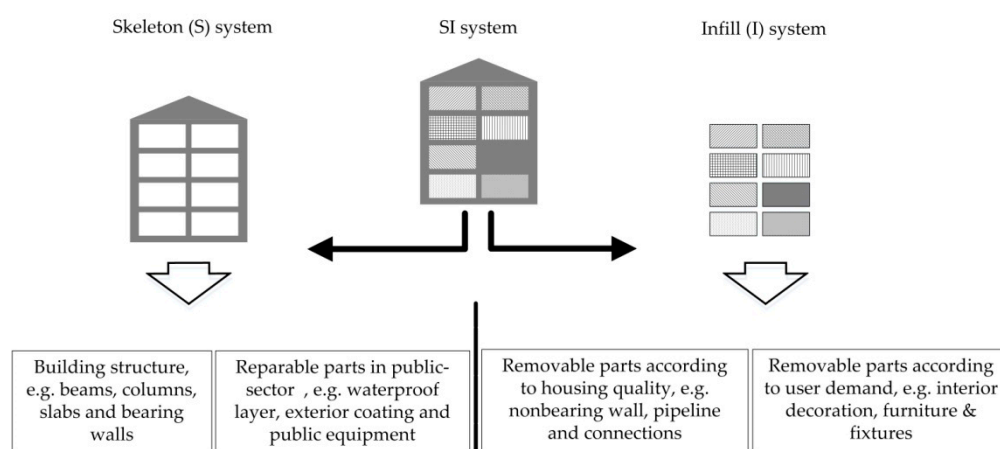 Skeleton (S) system
SI system
Infill (I) system
Building structure,
e.g. beams, columns,
slabs and bearing
walls
Reparable parts in public-
sector , e.g. waterproof
layer, exterior coating and
public equipment
Removable parts according
to housing quality, e.g.
nonbearing wall, pipeline
and connections
Removable parts according
to user demand, e.g. interior
decoration, furniture &
fixtures